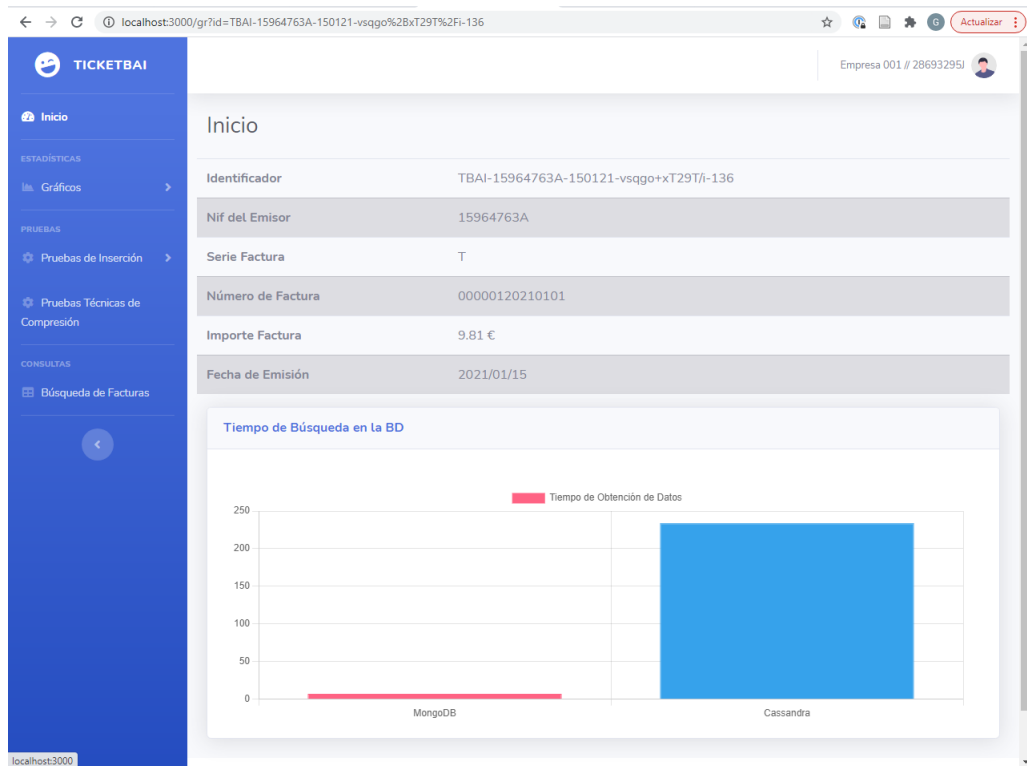 localhost:3000/gr?id=TBAI-15964763A-150121-vsqgo%2BxT29T%2Fi-136
G
Actualizar
TICKETBAI
Empresa 001 // 28693295J
Inicio
ESTADÍSTICAS
Gráficos
PRUEBAS
Pruebas de Inserción
Pruebas Técnicas de
Compresión
CONSULTAS
Búsqueda de Facturas
Inicio
Identificador TBAI-15964763A-150121-vsqgo+xT29T/i-136
Nif del Emisor 15964763A
Serie Factura T
Número de Factura 00000120210101
Importe Factura 9.81 €
Fecha de Emisión 2021/01/15
Tiempo de Búsqueda en la BD
Tiempo de Obtención de Datos
250
200
150
100
50
0
MongoDB Cassandra
localhost:3000